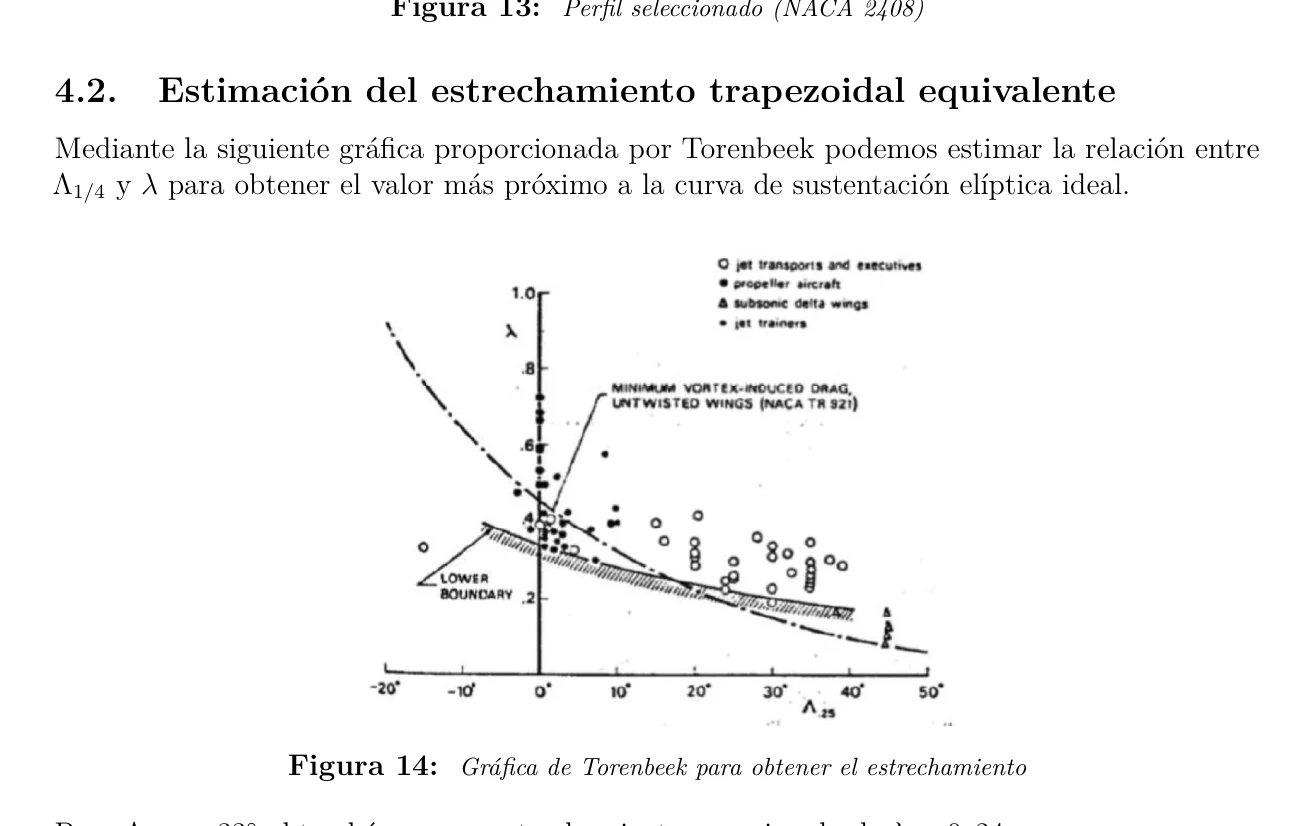 Figura 13: Perfil seleccionado (NACA 2408)
4.2. Estimación del estrechamiento trapezoidal equivalente
Mediante la siguiente gráfica proporcionada por Torenbeek podemos estimar la relación entre
Λ1/4 y λ para obtener el valor más próximo a la curva de sustentación elíptica ideal.
jet transports and executives
propeller aircraft
subsonic delta wings
jet trainers
1.0
λ
.8
MINIMUM VORTEX-INDUCED DRAG,
UNTWISTED WINGS (NACA TR 921)
.6
.4
LOWER
BOUNDARY
.2
-20° -10° 0° 10° 20° 30° 40° 50°
Λ.25
Figura 14: Gráfica de Torenbeek para obtener el estrechamiento